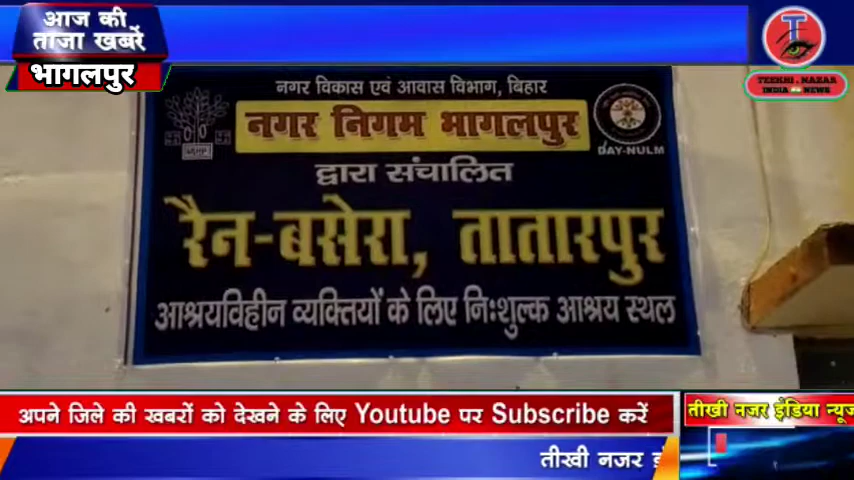 आज की
ताजा खबरें
भागलपुर
T
TEEKHI . NAZAR
INDIA NEWS
नगर विकास एवं आवास विभाग, बिहार
नगर निगम भागलपुर
DAY-NULM
द्वारा संचालित
रैन-बसेरा, तातारपुर
आश्रयविहीन व्यक्तियों के लिए निःशुल्क आश्रय स्थल
अपने जिले की खबरों को देखने के लिए Youtube पर Subscribe करें
तीखी नजर इंडिया न्यूज
तीखी नजर इं